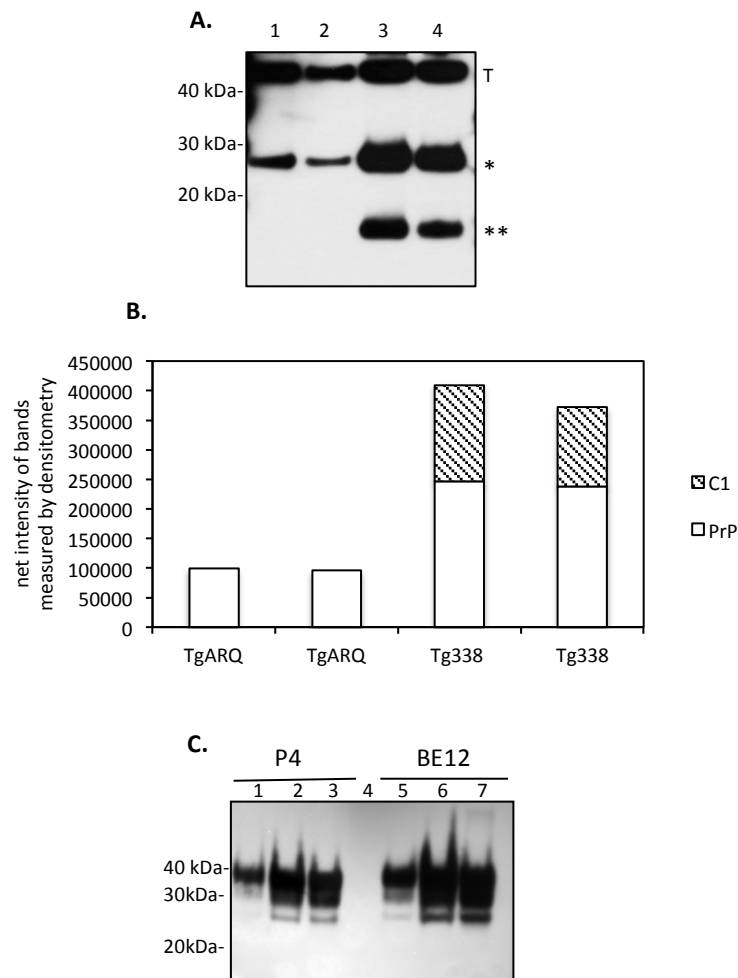 A.
1 2 3 4
T
40 kDa-
30 kDa-
*
20 kDa-
**
B.
450000
400000
350000
300000
250000
200000
150000
100000
50000
0
net intensity of bands
measured by densitometry
C1
PrP
TgARQ TgARQ Tg338 Tg338
C.
P4 BE12
1 2 3 4 5 6 7
40 kDa-
30kDa-
20kDa-